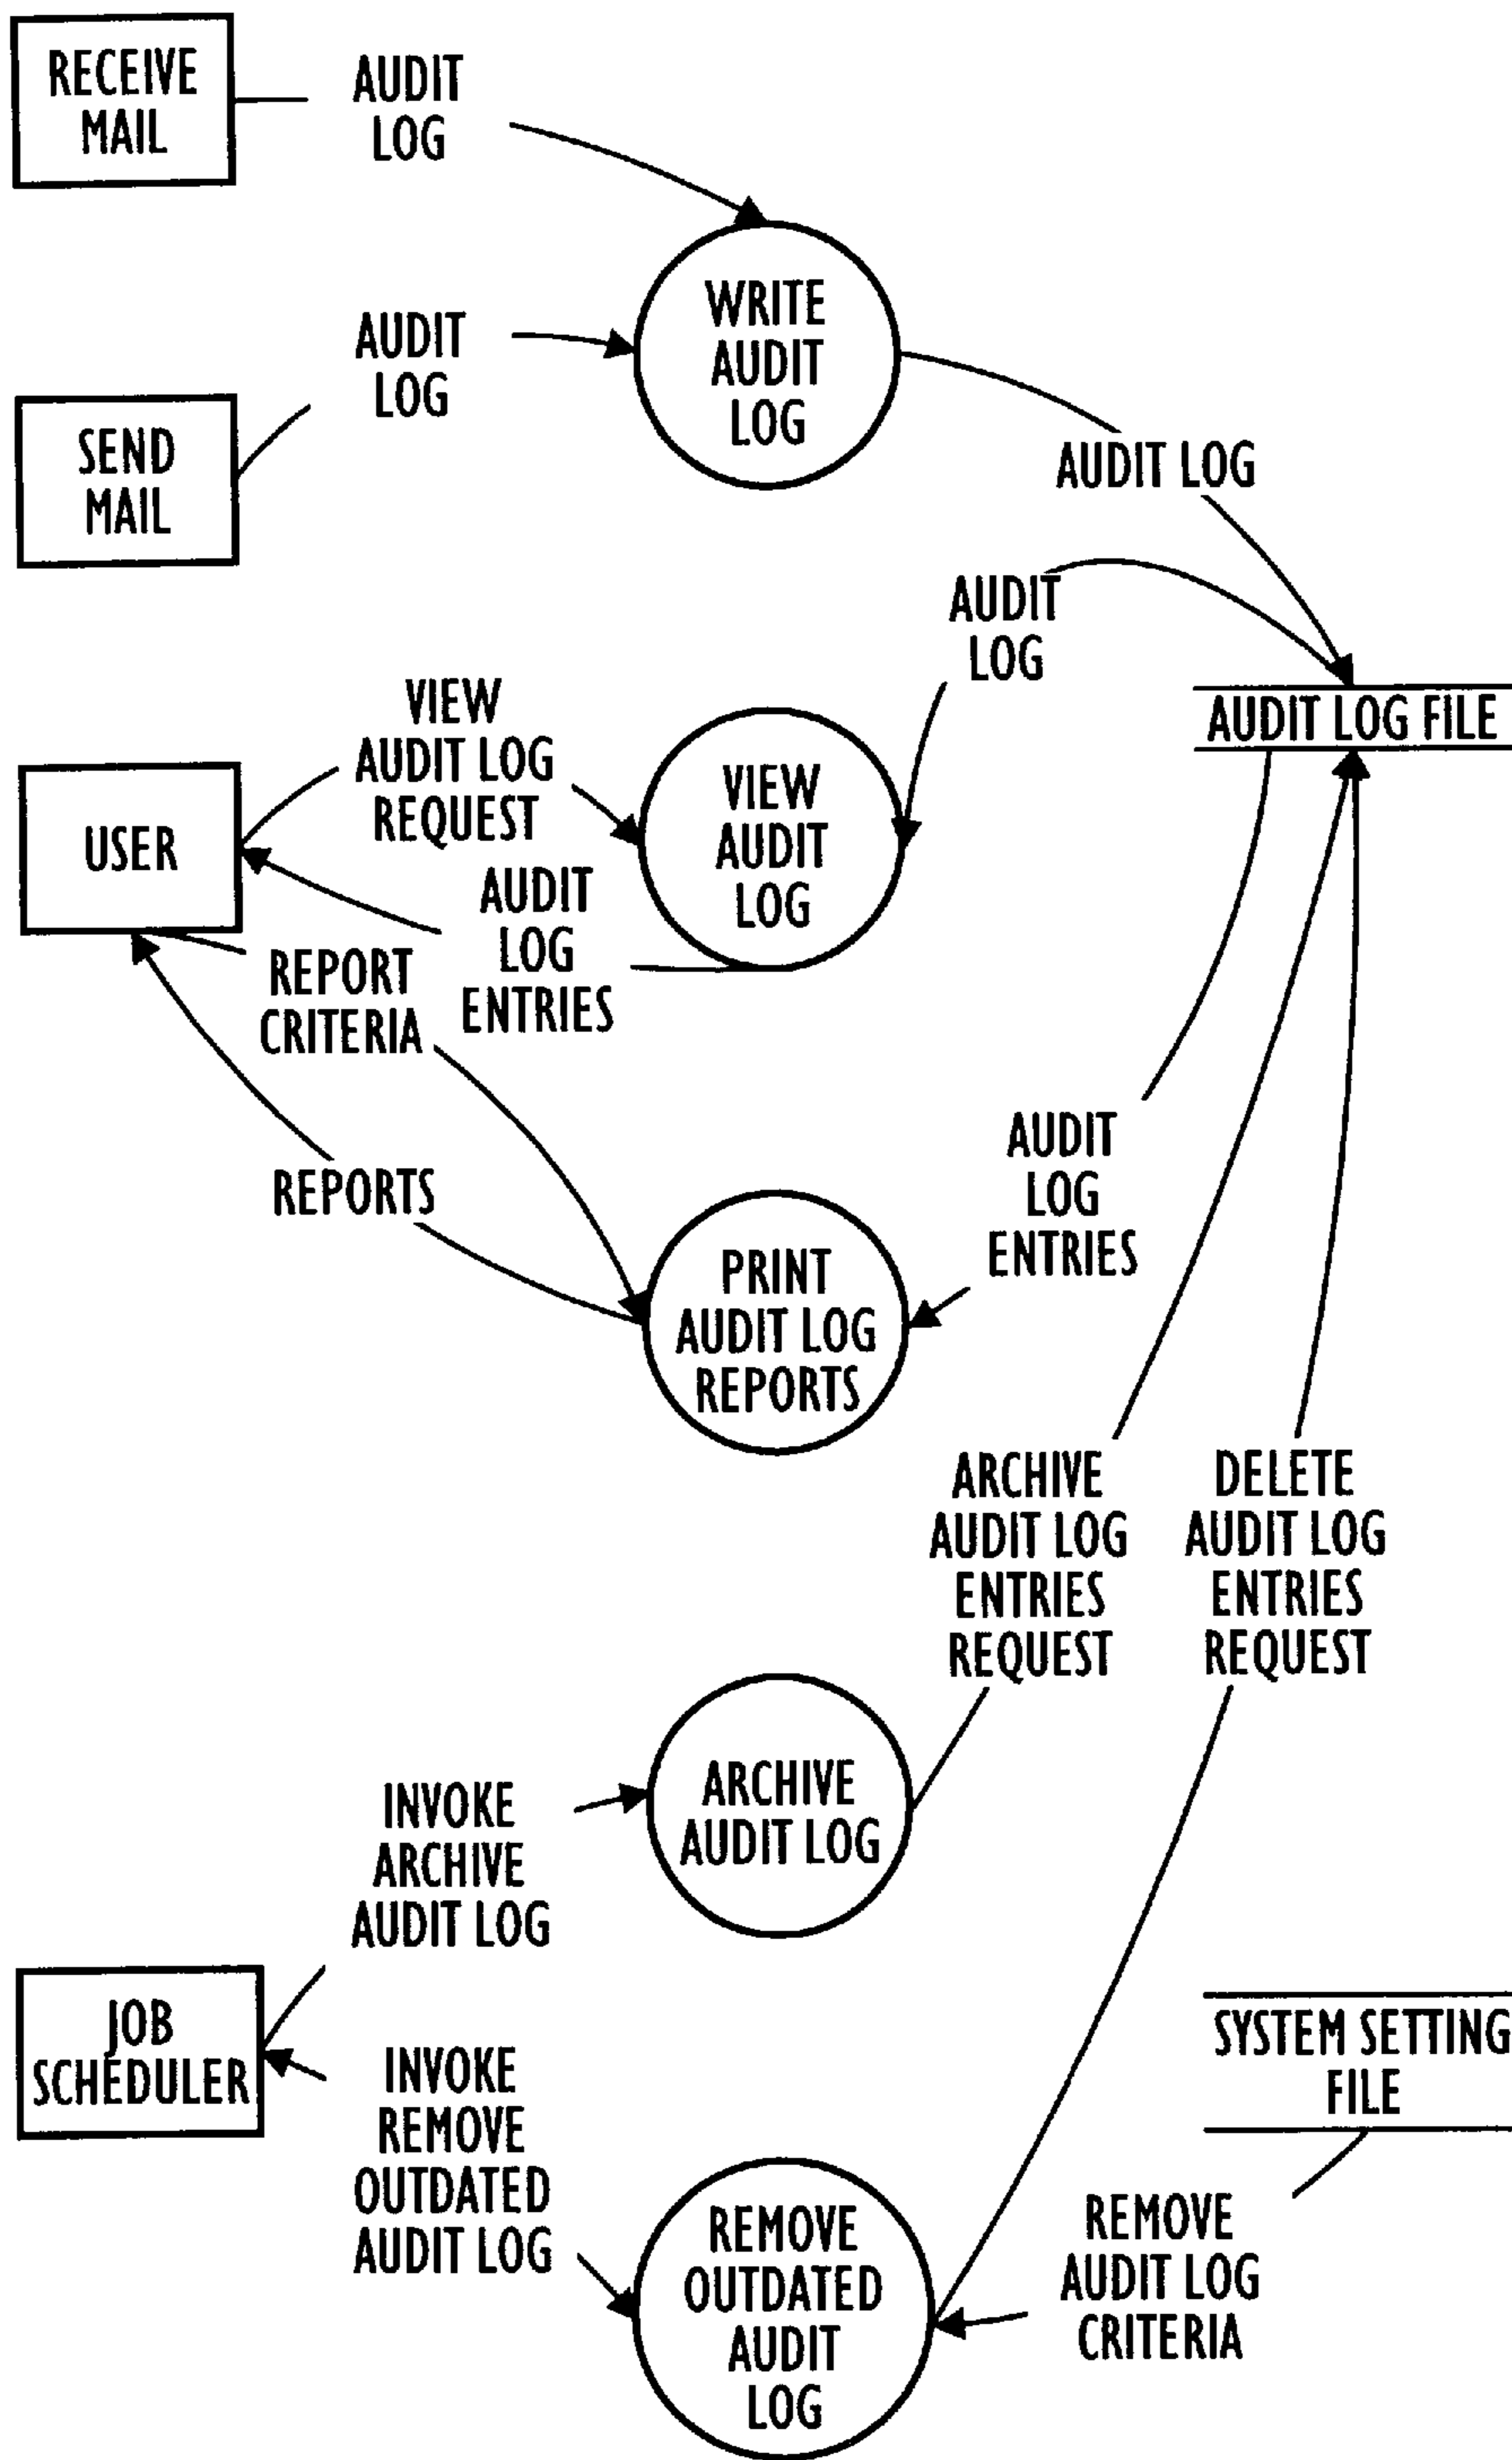 RECEIVE
MAIL
AUDIT
LOG
WRITE
AUDIT
LOG
AUDIT
LOG
SEND
MAIL
AUDIT LOG
AUDIT
LOG
AUDIT LOG FILE
VIEW
AUDIT LOG
REQUEST
USER
VIEW
AUDIT
LOG
AUDIT
LOG
ENTRIES
REPORT
CRITERIA
REPORTS
AUDIT
LOG
ENTRIES
PRINT
AUDIT LOG
REPORTS
ARCHIVE
AUDIT LOG
ENTRIES
REQUEST
DELETE
AUDIT LOG
ENTRIES
REQUEST
INVOKE
ARCHIVE
AUDIT LOG
ARCHIVE
AUDIT LOG
JOB
SCHEDULER
SYSTEM SETTING
FILE
INVOKE
REMOVE
OUTDATED
AUDIT LOG
REMOVE
OUTDATED
AUDIT
LOG
REMOVE
AUDIT LOG
CRITERIA